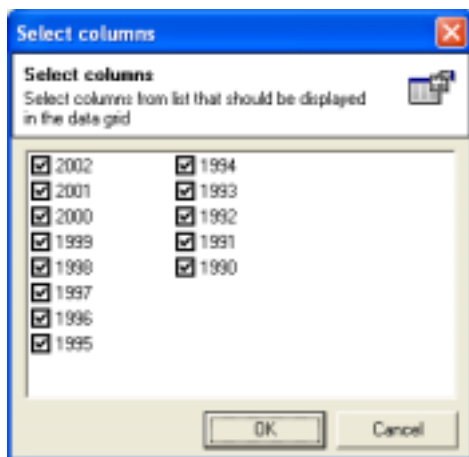 Select columns
Select columns
Select columns from list that should be displayed
in the data grid
2002
2001
2000
1999
1998
1997
1996
1995
1994
1993
1992
1991
1990
OK
Cancel